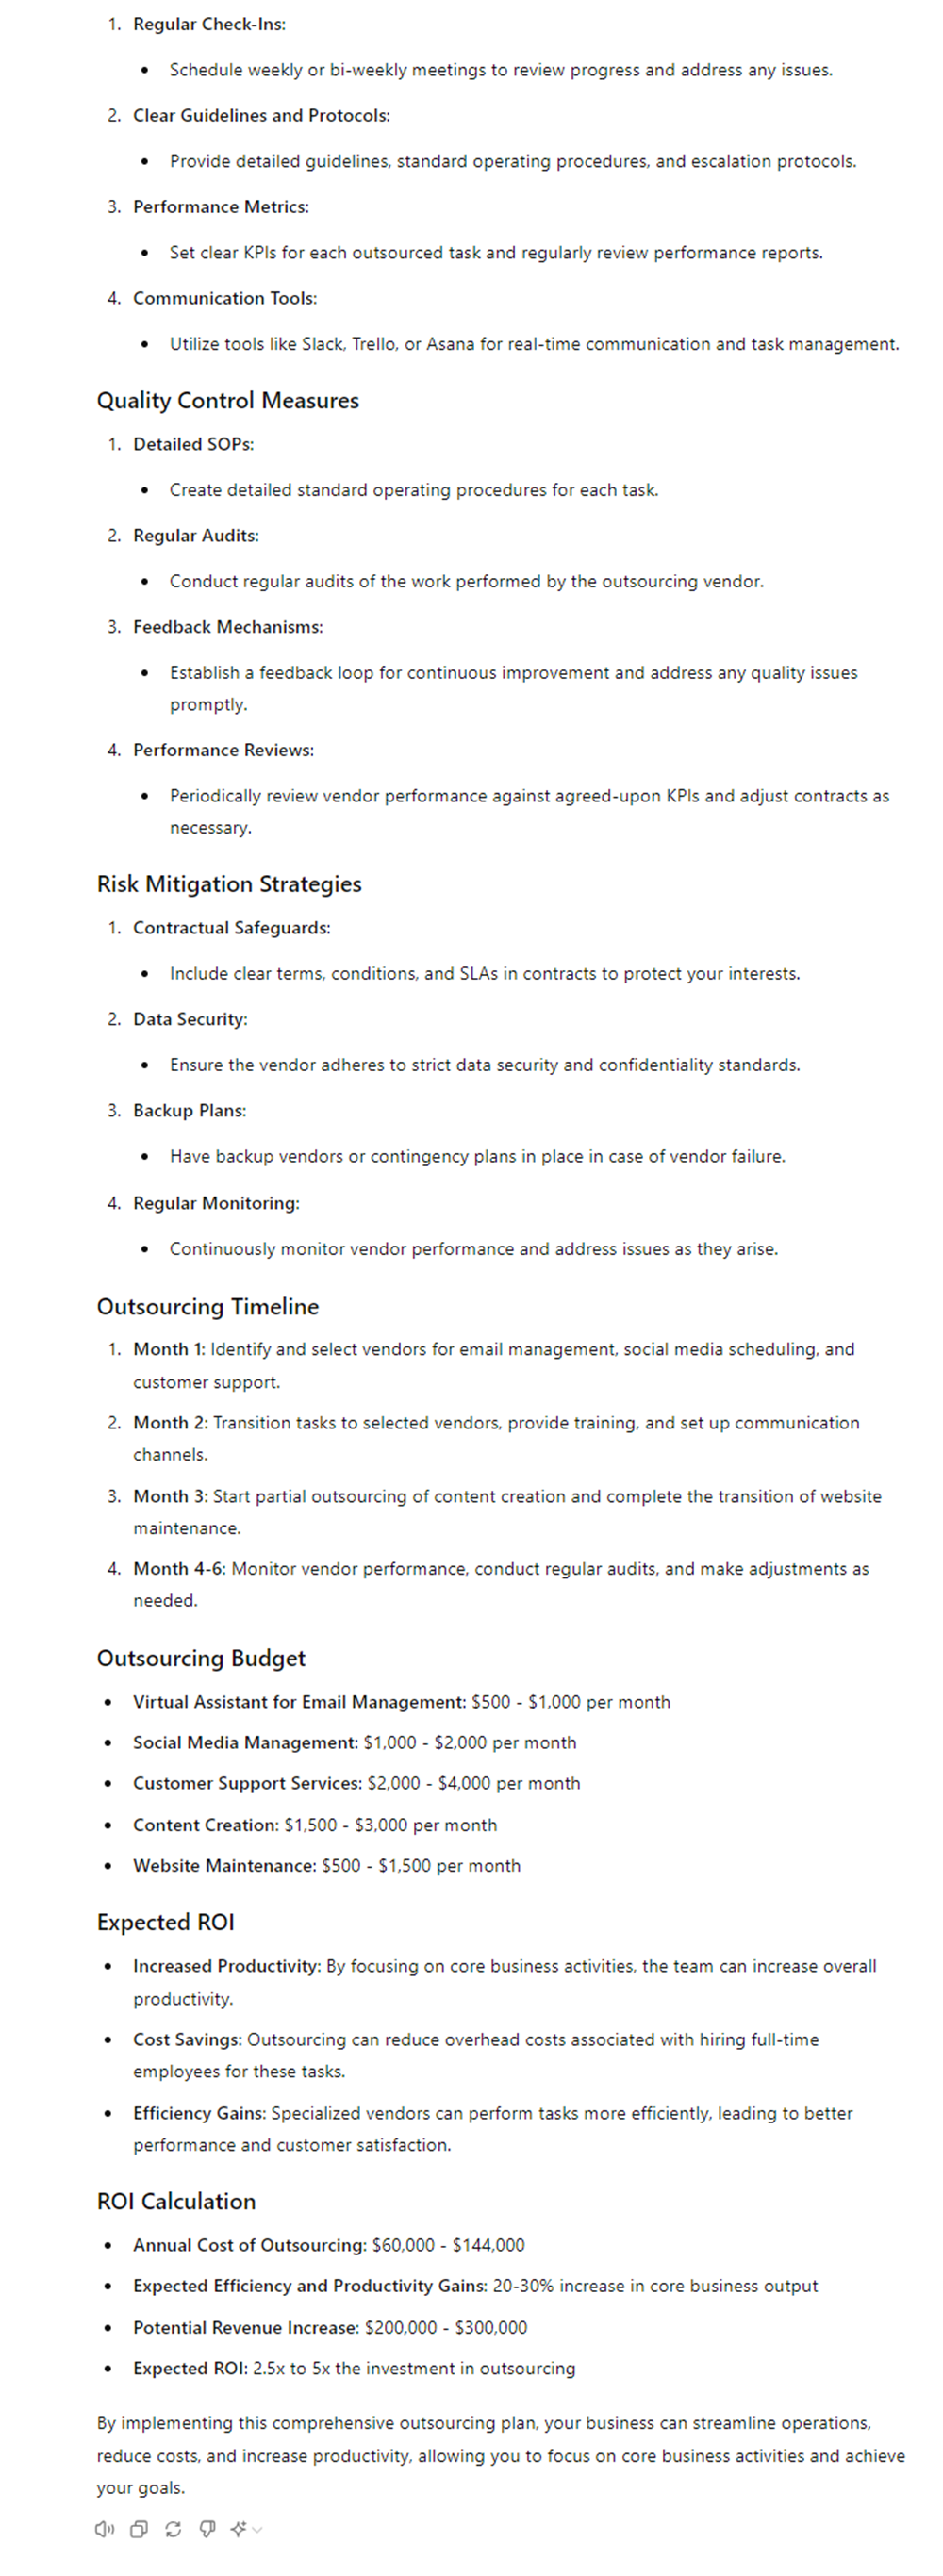 1. Regular Check-Ins:
• Schedule weekly or bi-weekly meetings to review progress and address any issues.
2. Clear Guidelines and Protocols:
• Provide detailed guidelines, standard operating procedures, and escalation protocols.
3. Performance Metrics:
• Set clear KPIs for each outsourced task and regularly review performance reports.
4. Communication Tools:
• Utilize tools like Slack, Trello, or Asana for real-time communication and task management.
Quality Control Measures
1. Detailed SOPs:
• Create detailed standard operating procedures for each task.
2. Regular Audits:
• Conduct regular audits of the work performed by the outsourcing vendor.
3. Feedback Mechanisms:
• Establish a feedback loop for continuous improvement and address any quality issues
promptly.
4. Performance Reviews:
• Periodically review vendor performance against agreed-upon KPIs and adjust contracts as
necessary.
Risk Mitigation Strategies
1. Contractual Safeguards:
• Include clear terms, conditions, and SLAs in contracts to protect your interests.
2. Data Security:
• Ensure the vendor adheres to strict data security and confidentiality standards.
3. Backup Plans:
• Have backup vendors or contingency plans in place in case of vendor failure.
4. Regular Monitoring:
• Continuously monitor vendor performance and address issues as they arise.
Outsourcing Timeline
1. Month 1: Identify and select vendors for email management, social media scheduling, and
customer support.
2. Month 2: Transition tasks to selected vendors, provide training, and set up communication
channels.
3. Month 3: Start partial outsourcing of content creation and complete the transition of website
maintenance.
4. Month 4-6: Monitor vendor performance, conduct regular audits, and make adjustments as
needed.
Outsourcing Budget
• Virtual Assistant for Email Management: $500 - $1,000 per month
• Social Media Management: $1,000 - $2,000 per month
• Customer Support Services: $2,000 - $4,000 per month
• Content Creation: $1,500 - $3,000 per month
• Website Maintenance: $500 - $1,500 per month
Expected ROI
• Increased Productivity: By focusing on core business activities, the team can increase overall
productivity.
• Cost Savings: Outsourcing can reduce overhead costs associated with hiring full-time
employees for these tasks.
• Efficiency Gains: Specialized vendors can perform tasks more efficiently, leading to better
performance and customer satisfaction.
ROI Calculation
• Annual Cost of Outsourcing: $60,000 - $144,000
• Expected Efficiency and Productivity Gains: 20-30% increase in core business output
• Potential Revenue Increase: $200,000 - $300,000
• Expected ROI: 2.5x to 5x the investment in outsourcing
By implementing this comprehensive outsourcing plan, your business can streamline operations,
reduce costs, and increase productivity, allowing you to focus on core business activities and achieve
your goals.